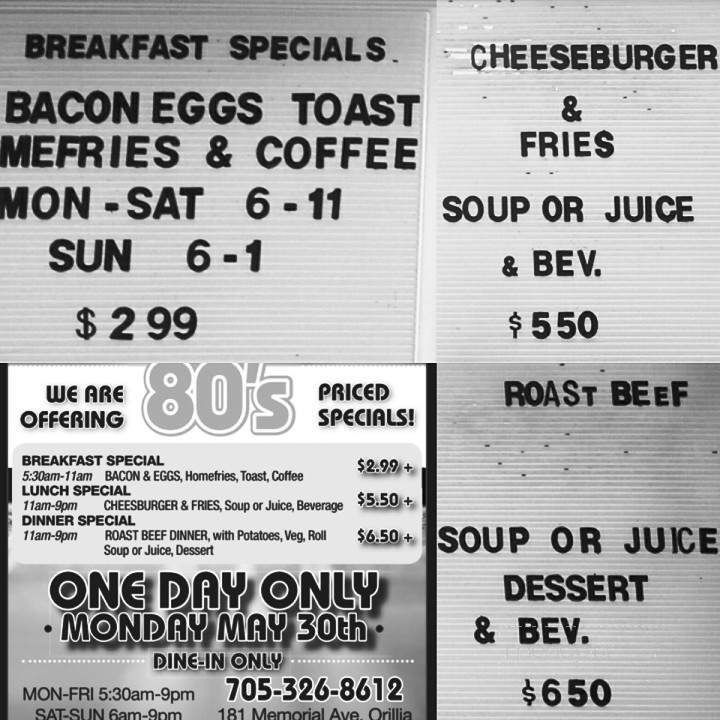 BREAKFAST SPECIALS
BACON EGGS TOAST
MEFRIES & COFFEE
MON - SAT 6 - 11
SUN 6 - 1
$ 2 99
CHEESEBURGER
&
FRIES
SOUP OR JUICE
& BEV.
$ 5 50
WE ARE OFFERING 80's PRICED SPECIALS!
BREAKFAST SPECIAL
5:30am-11am BACON & EGGS, Homefries, Toast, Coffee $2.99 +
LUNCH SPECIAL
11am-9pm CHEESBURGER & FRIES, Soup or Juice, Beverage $5.50 +
DINNER SPECIAL
11am-9pm ROAST BEEF DINNER, with Potatoes, Veg, Roll $6.50 +
Soup or Juice, Dessert
ONE DAY ONLY
• MONDAY MAY 30th •
DINE-IN ONLY
MON-FRI 5:30am-9pm 705-326-8612
SAT-SUN 6am-9pm 181 Memorial Ave. Orillia
ROAST BEEF
SOUP OR JUICE
DESSERT
& BEV.
$ 6 50